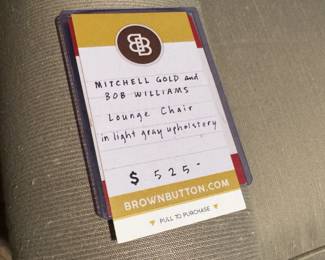 BB
MITCHELL GOLD and
BOB WILLIAMS
Lounge Chair
in light gray upholstery
$ 525-
BROWNBUTTON.COM
PULL TO PURCHASE